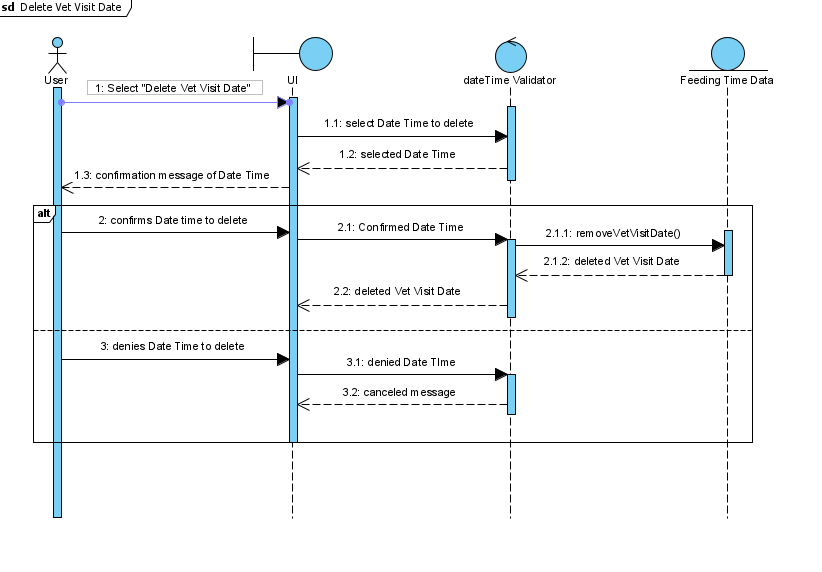 sd Delete Vet Visit Date
User
UI
dateTime Validator
Feeding Time Data
1: Select "Delete Vet Visit Date"
1.1: select Date Time to delete
1.2: selected Date Time
1.3: confirmation message of Date Time
alt
2: confirms Date time to delete
2.1: Confirmed Date Time
2.1.1: removeVetVisitDate()
2.1.2: deleted Vet Visit Date
2.2: deleted Vet Visit Date
3: denies Date Time to delete
3.1: denied Date TIme
3.2: canceled message